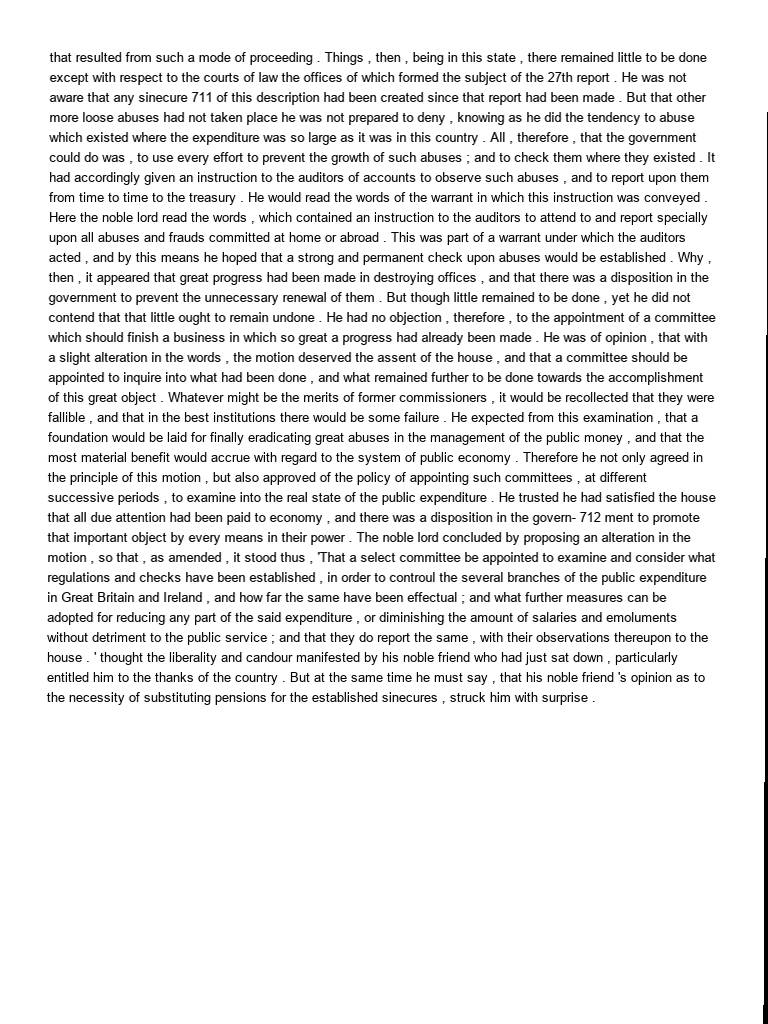 that resulted from such a mode of proceeding . Things , then , being in this state , there remained little to be done
except with respect to the courts of law the offices of which formed the subject of the 27th report . He was not
aware that any sinecure 711 of this description had been created since that report had been made . But that other
more loose abuses had not taken place he was not prepared to deny , knowing as he did the tendency to abuse
which existed where the expenditure was so large as it was in this country . All , therefore , that the government
could do was , to use every effort to prevent the growth of such abuses ; and to check them where they existed . It
had accordingly given an instruction to the auditors of accounts to observe such abuses , and to report upon them
from time to time to the treasury . He would read the words of the warrant in which this instruction was conveyed .
Here the noble lord read the words , which contained an instruction to the auditors to attend to and report specially
upon all abuses and frauds committed at home or abroad . This was part of a warrant under which the auditors
acted , and by this means he hoped that a strong and permanent check upon abuses would be established . Why ,
then , it appeared that great progress had been made in destroying offices , and that there was a disposition in the
government to prevent the unnecessary renewal of them . But though little remained to be done , yet he did not
contend that that little ought to remain undone . He had no objection , therefore , to the appointment of a committee
which should finish a business in which so great a progress had already been made . He was of opinion , that with
a slight alteration in the words , the motion deserved the assent of the house , and that a committee should be
appointed to inquire into what had been done , and what remained further to be done towards the accomplishment
of this great object . Whatever might be the merits of former commissioners , it would be recollected that they were
fallible , and that in the best institutions there would be some failure . He expected from this examination , that a
foundation would be laid for finally eradicating great abuses in the management of the public money , and that the
most material benefit would accrue with regard to the system of public economy . Therefore he not only agreed in
the principle of this motion , but also approved of the policy of appointing such committees , at different
successive periods , to examine into the real state of the public expenditure . He trusted he had satisfied the house
that all due attention had been paid to economy , and there was a disposition in the govern- 712 ment to promote
that important object by every means in their power . The noble lord concluded by proposing an alteration in the
motion , so that , as amended , it stood thus , 'That a select committee be appointed to examine and consider what
regulations and checks have been established , in order to controul the several branches of the public expenditure
in Great Britain and Ireland , and how far the same have been effectual ; and what further measures can be
adopted for reducing any part of the said expenditure , or diminishing the amount of salaries and emoluments
without detriment to the public service ; and that they do report the same , with their observations thereupon to the
house . ' thought the liberality and candour manifested by his noble friend who had just sat down , particularly
entitled him to the thanks of the country . But at the same time he must say , that his noble friend 's opinion as to
the necessity of substituting pensions for the established sinecures , struck him with surprise .